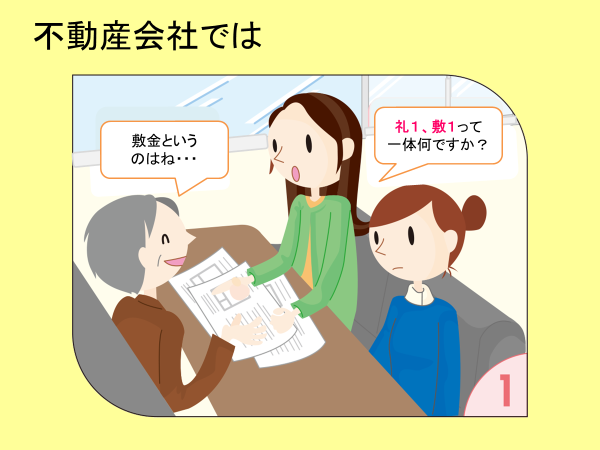 不動産会社では
敷金という
のはね・・・
礼１、敷１って
一体何ですか？
1